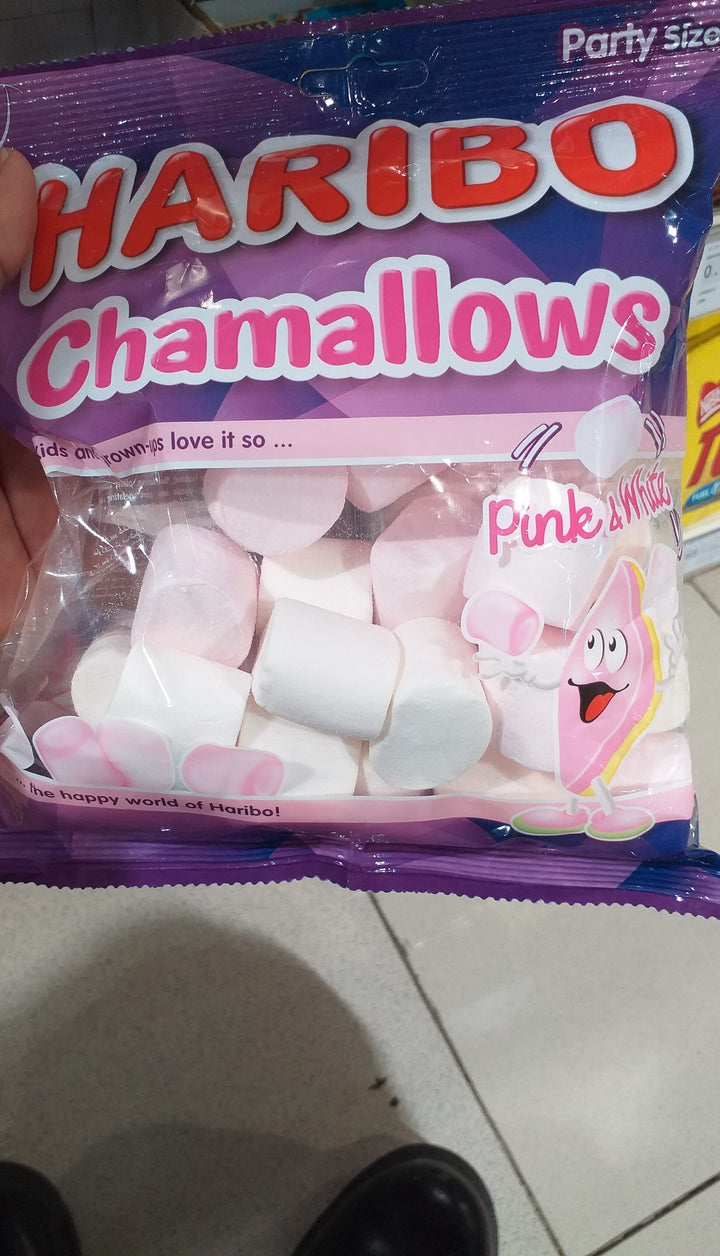 Party Size
HARIBO
Chamallows
kids and grown-ups love it so ...
Pink & White
... the happy world of Haribo!